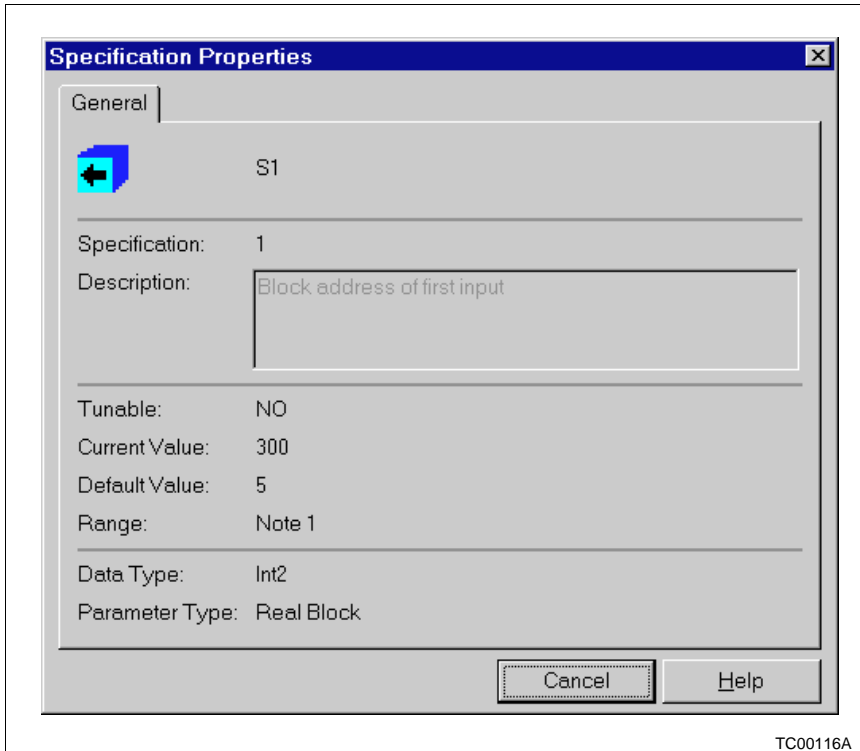 Specification Properties
General
S1
Specification: 1
Description: Block address of first input
Tunable: NO
Current Value: 300
Default Value: 5
Range: Note 1
Data Type: Int2
Parameter Type: Real Block
Cancel Help
TC00116A